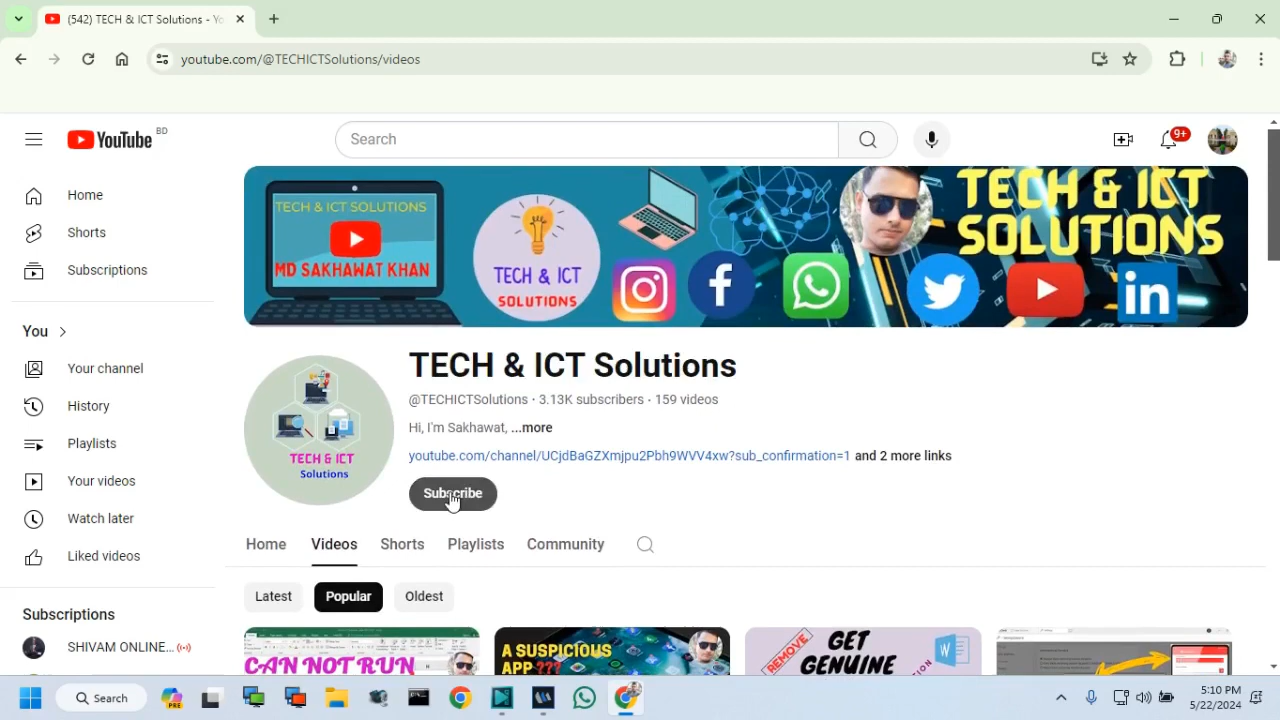 (542) TECH & ICT Solutions - Yo
youtube.com/@TECHICTSolutions/videos
YouTube BD
Search
9+
Home
Shorts
Subscriptions
You
Your channel
History
Playlists
Your videos
Watch later
Liked videos
Subscriptions
SHIVAM ONLINE...
TECH & ICT SOLUTIONS
MD SAKHAWAT KHAN
TECH & ICT
SOLUTIONS
TECH & ICT
SOLUTIONS
in
TECH & ICT
Solutions
TECH & ICT Solutions
@TECHICTSolutions · 3.13K subscribers · 159 videos
Hi, I'm Sakhawat, ...more
youtube.com/channel/UCjdBaGZXmjpu2Pbh9WVV4xw?sub_confirmation=1 and 2 more links
Subscribe
Home Videos Shorts Playlists Community
Latest Popular Oldest
CAN NOT RUN
A SUSPICIOUS
APP ???
GET
GENUINE
W
Search
PRE
5:10 PM
5/22/2024